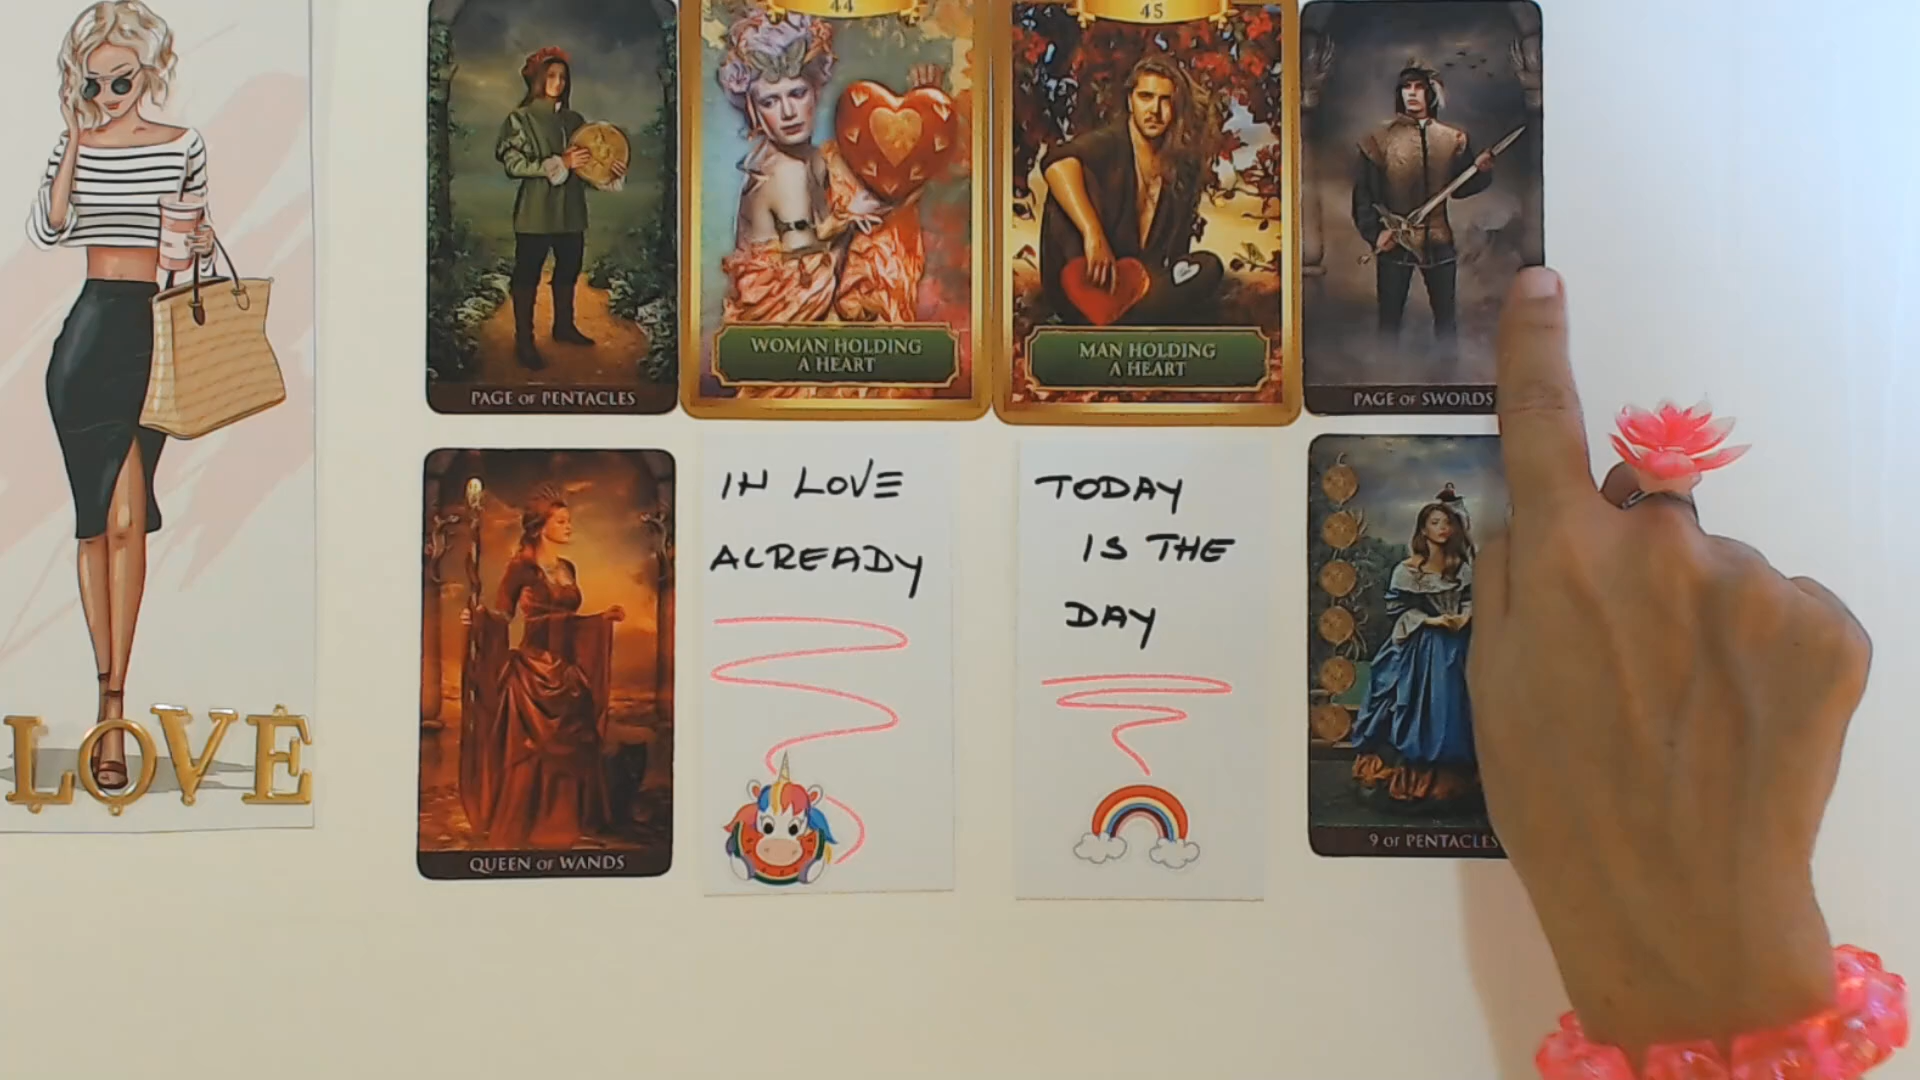 44
45
WOMAN HOLDING
A HEART
MAN HOLDING
A HEART
PAGE OF PENTACLES
PAGE OF SWORDS
IN LOVE
ALREADY
TODAY
IS THE
DAY
LOVE
QUEEN OF WANDS
9 OF PENTACLES